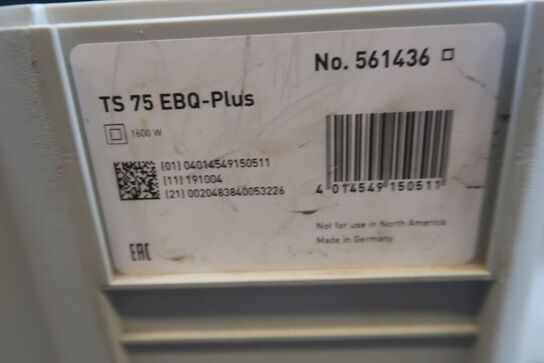 No. 561436
TS 75 EBQ-Plus
1600 W
(01) 04014549150511
(11) 191004
(21) 0020483840053226
4 014549 150511
Not for use in North America
Made in Germany
EAC